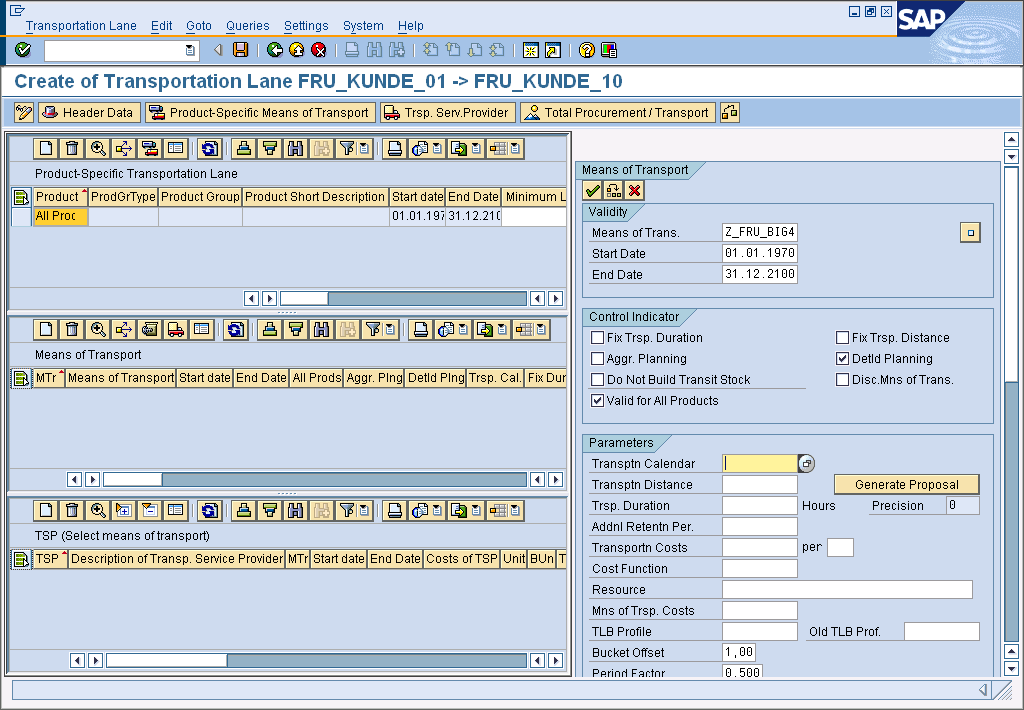 Transportation Lane Edit Goto Queries Settings System Help
SAP
Create of Transportation Lane FRU_KUNDE_01 -> FRU_KUNDE_10
Header Data Product-Specific Means of Transport Trsp. Serv.Provider Total Procurement / Transport
Product-Specific Transportation Lane
Product ProdGrType Product Group Product Short Description Start date End Date Minimum L
All Proc 01.01.197 31.12.210
Means of Transport
MTr Means of Transport Start date End Date All Prods Aggr. Plng Detld Plng Trsp. Cal. Fix Dur
TSP (Select means of transport)
TSP Description of Transp. Service Provider MTr Start date End Date Costs of TSP Unit BUn T
Means of Transport
Validity
Means of Trans. Z_FRU_BIG4
Start Date 01.01.1970
End Date 31.12.2100
Control Indicator
Fix Trsp. Duration Fix Trsp. Distance
Aggr. Planning Detld Planning
Do Not Build Transit Stock Disc.Mns of Trans.
Valid for All Products
Parameters
Transptn Calendar
Transptn Distance Generate Proposal
Trsp. Duration Hours Precision 0
Addnl Retentn Per.
Transportn Costs per
Cost Function
Resource
Mns of Trsp. Costs
TLB Profile Old TLB Prof.
Bucket Offset 1,00
Period Factor 0.500